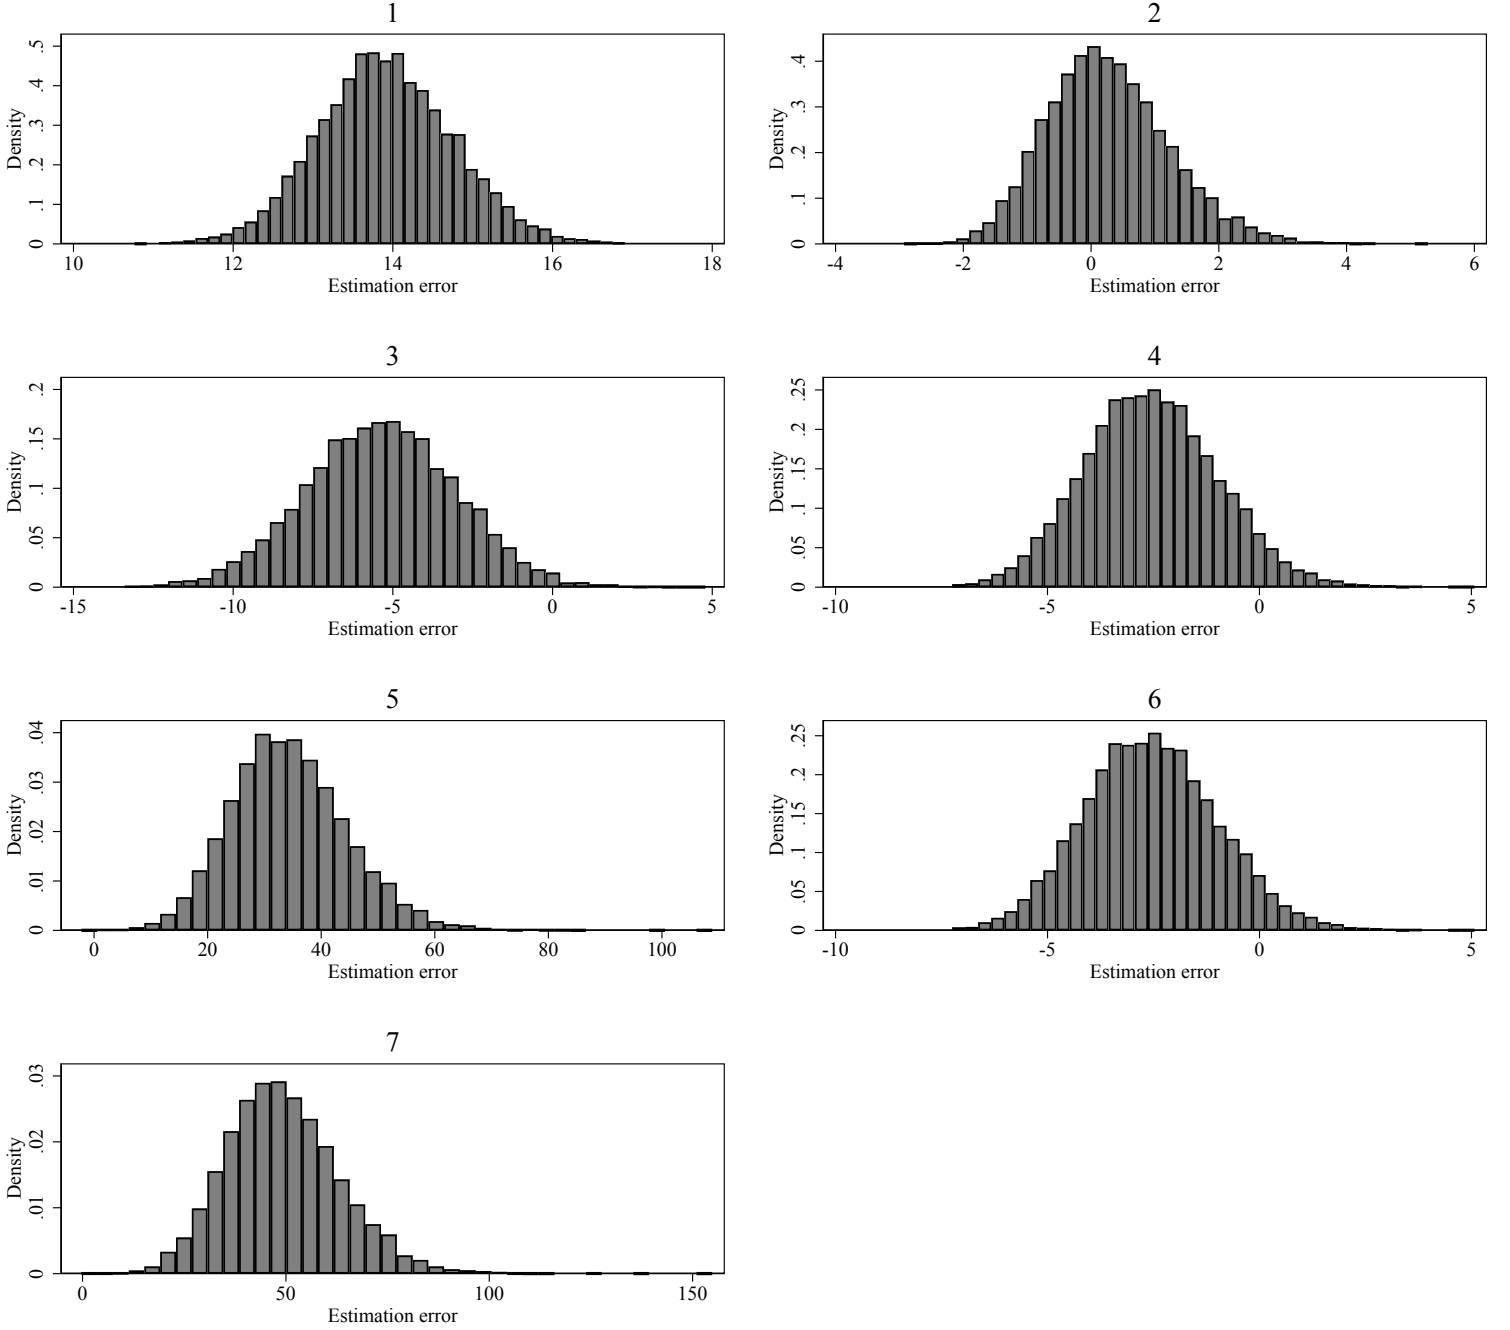 1
Density
0 .1 .2 .3 .4 .5
10 12 14 16 18
Estimation error
2
Density
0 .1 .2 .3 .4
-4 -2 0 2 4 6
Estimation error
3
Density
0 .05 .1 .15 .2
-15 -10 -5 0 5
Estimation error
4
Density
0 .05 .1 .15 .2 .25
-10 -5 0 5
Estimation error
5
Density
0 .01 .02 .03 .04
0 20 40 60 80 100
Estimation error
6
Density
0 .05 .1 .15 .2 .25
-10 -5 0 5
Estimation error
7
Density
0 .01 .02 .03
0 50 100 150
Estimation error